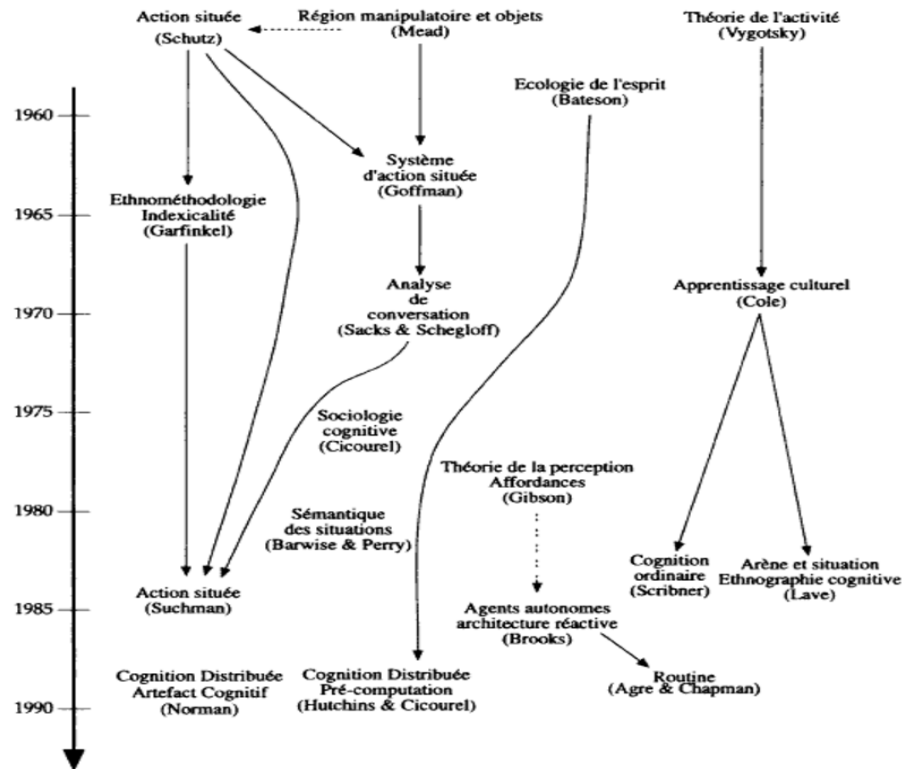 Action située
(Schutz)
Région manipulatoire et objets
(Mead)
Théorie de l'activité
(Vygotsky)
Ecologie de l'esprit
(Bateson)
1960
Système
d'action située
(Goffman)
Ethnométhodologie
Indexicalité
(Garfinkel)
1965
Analyse
de
conversation
(Sacks & Schegloff)
Apprentissage culturel
(Cole)
1970
1975
Sociologie
cognitive
(Cicourel)
Théorie de la perception
Affordances
(Gibson)
1980
Sémantique
des situations
(Barwise & Perry)
Cognition
ordinaire
(Scribner)
Arène et situation
Ethnographie cognitive
(Lave)
Action située
(Suchman)
1985
Agents autonomes
architecture réactive
(Brooks)
Cognition Distribuée
Artefact Cognitif
(Norman)
Cognition Distribuée
Pré-computation
(Hutchins & Cicourel)
Routine
(Agre & Chapman)
1990